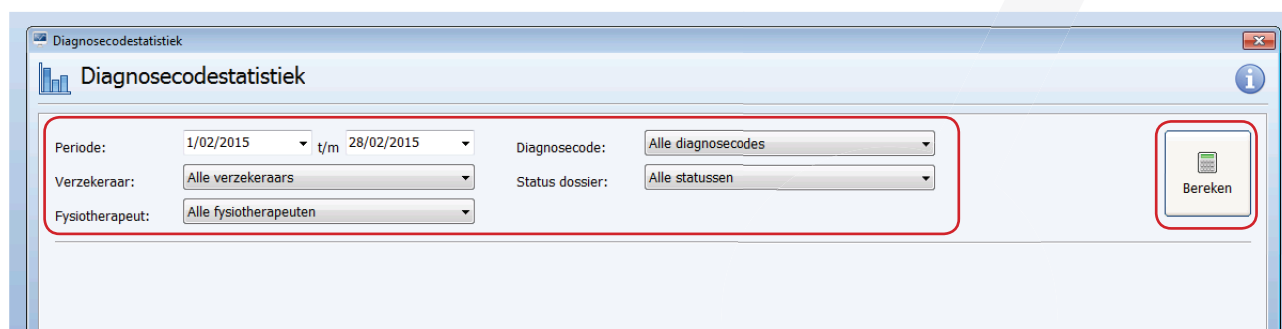 Diagnosecodestatistiek
Diagnosecodestatistiek
Periode: 1/02/2015 t/m 28/02/2015 Diagnosecode: Alle diagnosecodes
Verzekeraar: Alle verzekeraars Status dossier: Alle statussen
Fysiotherapeut: Alle fysiotherapeuten
Bereken